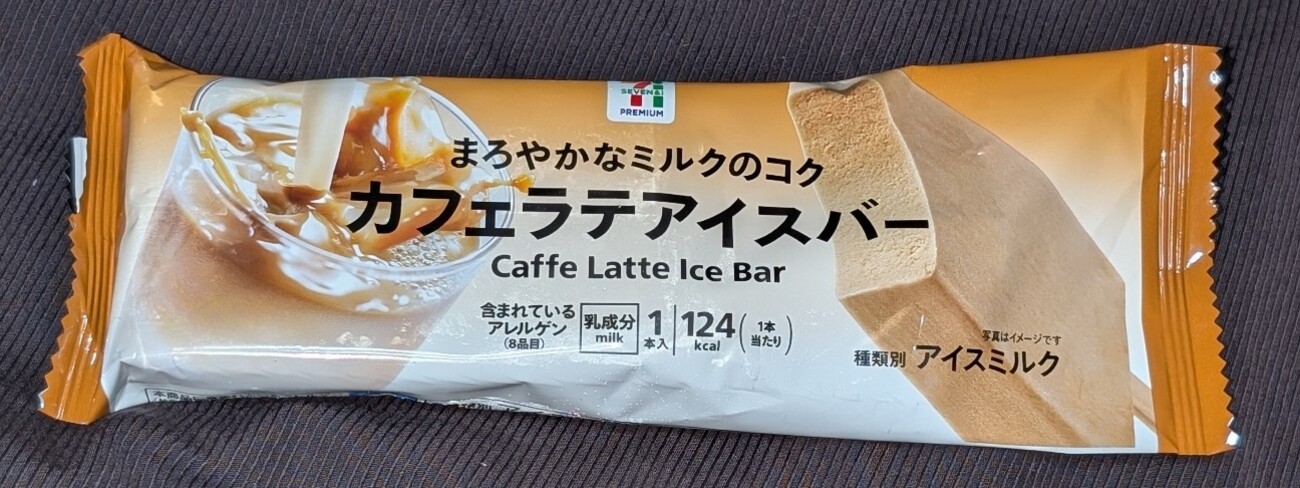 SEVEN&i
PREMIUM
まろやかなミルクのコク
カフェラテアイスバー
Caffe Latte Ice Bar
含まれている
アレルゲン
(8品目)
乳成分
milk
1
本入
124
kcal
(1本
当たり)
写真はイメージです
種類別 アイスミルク
本商品